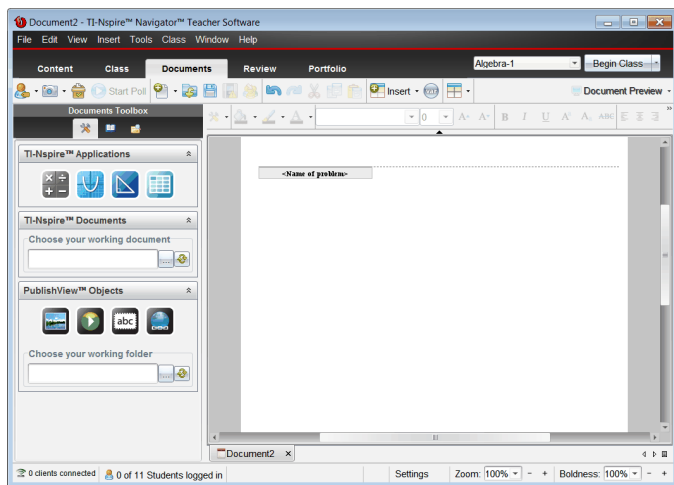 Document2 - TI-Nspire™ Navigator™ Teacher Software
File Edit View Insert Tools Class Window Help
Content Class Documents Review Portfolio Algebra-1 Begin Class
Start Poll Insert Document Preview
Documents Toolbox
0 A- A+ B I U ABC
TI-Nspire™ Applications
<Name of problem>
TI-Nspire™ Documents
Choose your working document
...
PublishView™ Objects
abc
Choose your working folder
...
Document2
0 clients connected 0 of 11 Students logged in Settings Zoom: 100% - + Boldness: 100% - +